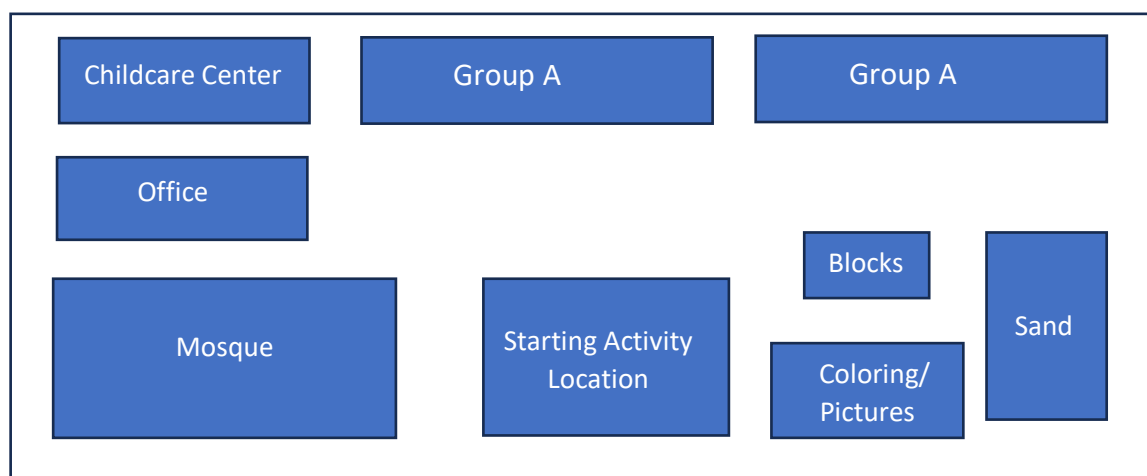 Childcare Center
Group A
Group A
Office
Blocks
Sand
Mosque
Starting Activity
Location
Coloring/
Pictures